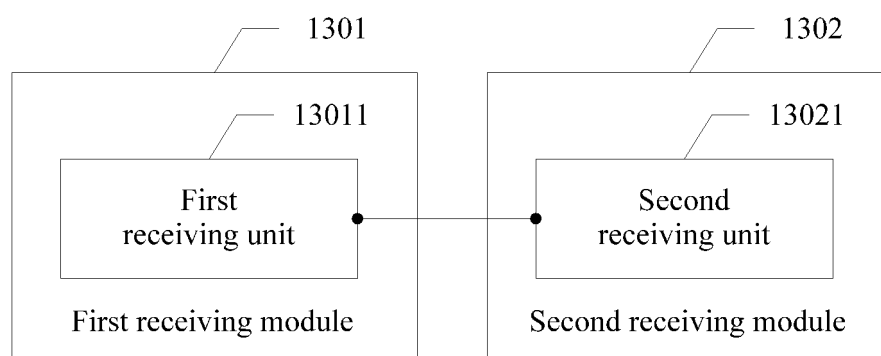 1301
1302
13011
13021
First
receiving unit
Second
receiving unit
First receiving module
Second receiving module